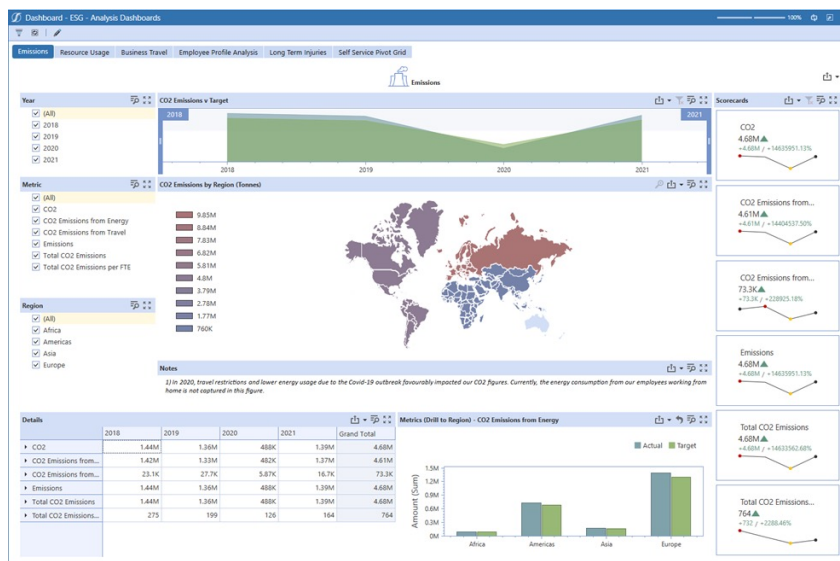 Dashboard - ESG - Analysis Dashboards
100%
Emissions
Resource Usage
Business Travel
Employee Profile Analysis
Long Term Injuries
Self Service Pivot Grid
Emissions
Year
(All)
2018
2019
2020
2021
Metric
(All)
CO2
CO2 Emissions from Energy
CO2 Emissions from Travel
Emissions
Total CO2 Emissions
Total CO2 Emissions per FTE
Region
(All)
Africa
Americas
Asia
Europe
CO2 Emissions v Target
2018
2021
2018 2019 2020 2021
CO2 Emissions by Region (Tonnes)
9.85M
8.84M
7.83M
6.82M
5.81M
4.8M
3.79M
2.78M
1.77M
760K
Notes
1) In 2020, travel restrictions and lower energy usage due to the Covid-19 outbreak favourably impacted our CO2 figures. Currently, the energy consumption from our employees working from
home is not captured in this figure.
Details
2018 2019 2020 2021 Grand Total
CO2 1.44M 1.36M 488K 1.39M 4.68M
CO2 Emissions from... 1.42M 1.33M 482K 1.37M 4.61M
CO2 Emissions from... 23.1K 27.7K 5.87K 16.7K 73.3K
Emissions 1.44M 1.36M 488K 1.39M 4.68M
Total CO2 Emissions 1.44M 1.36M 488K 1.39M 4.68M
Total CO2 Emissions... 275 199 126 164 764
Metrics (Drill to Region) - CO2 Emissions from Energy
Actual Target
Amount (Sum)
1.5M
1.2M
0.9M
0.6M
0.3M
0M
Africa Americas Asia Europe
Scorecards
CO2
4.68M
+4.68M / +14635951.13%
CO2 Emissions from...
4.61M
+4.61M / +14404537.50%
CO2 Emissions from...
73.3K
+73.3K / +228925.18%
Emissions
4.68M
+4.68M / +14635951.13%
Total CO2 Emissions
4.68M
+4.68M / +14633562.68%
Total CO2 Emissions...
764
+732 / +2288.46%